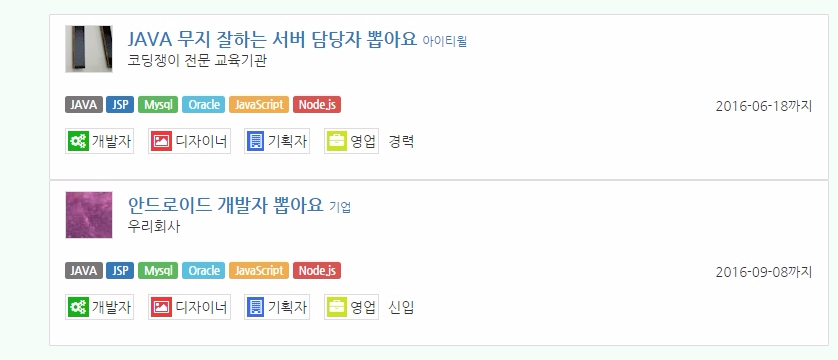 JAVA 무지 잘하는 서버 담당자 뽑아요 아이티윌
코딩쟁이 전문 교육기관
JAVA JSP Mysql Oracle JavaScript Node.js 2016-06-18까지
개발자 디자이너 기획자 영업 경력
안드로이드 개발자 뽑아요 기업
우리회사
JAVA JSP Mysql Oracle JavaScript Node.js 2016-09-08까지
개발자 디자이너 기획자 영업 신입